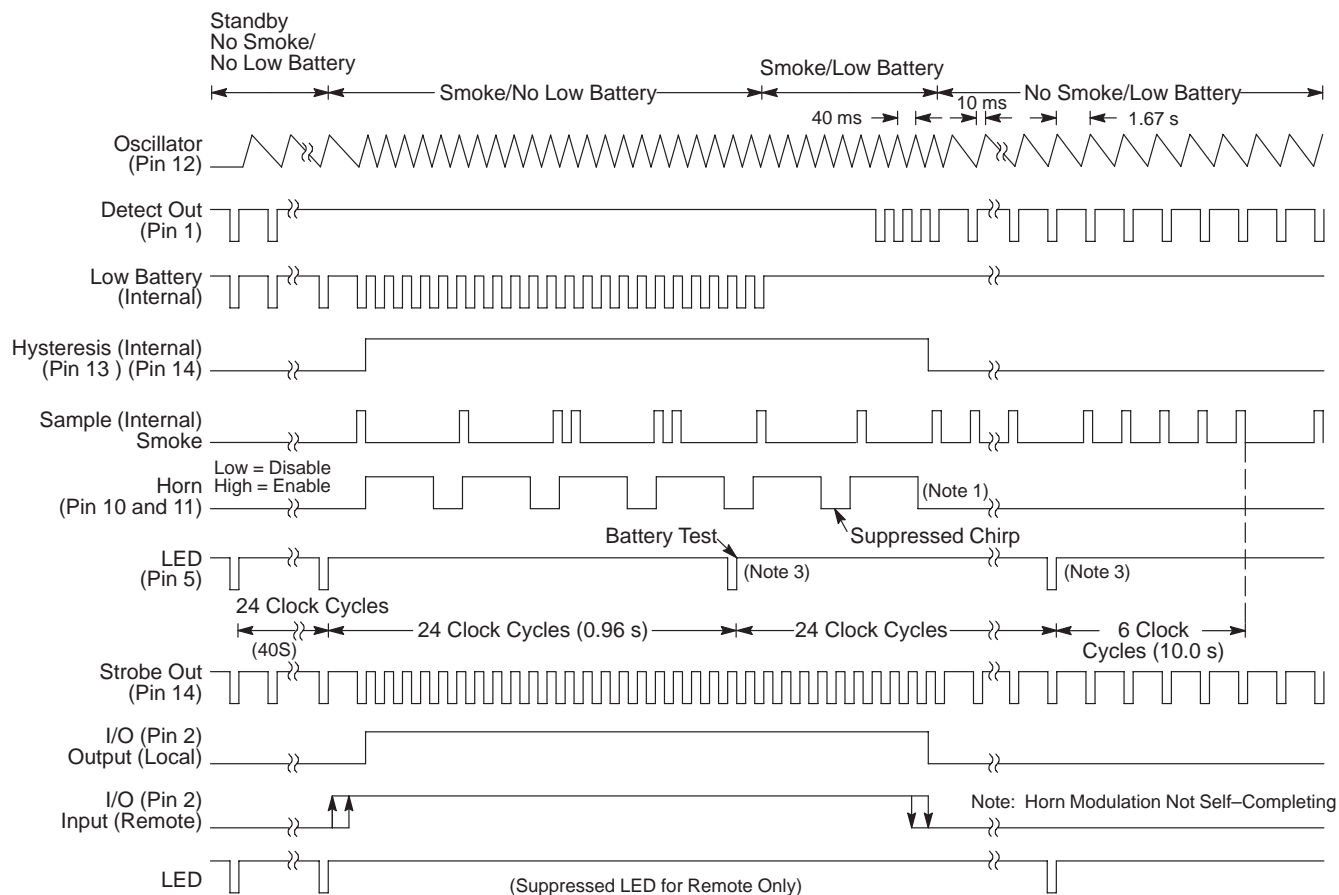 Standby
No Smoke/
No Low Battery
Smoke/No Low Battery
Smoke/Low Battery
No Smoke/Low Battery
40 ms
10 ms
1.67 s
Oscillator
(Pin 12)
Detect Out
(Pin 1)
Low Battery
(Internal)
Hysteresis (Internal)
(Pin 13 ) (Pin 14)
Sample (Internal)
Smoke
Low = Disable
High = Enable
Horn
(Pin 10 and 11)
(Note 1)
Battery Test
Suppressed Chirp
LED
(Pin 5)
(Note 3)
(Note 3)
24 Clock Cycles
(40S)
24 Clock Cycles (0.96 s)
24 Clock Cycles
6 Clock
Cycles (10.0 s)
Strobe Out
(Pin 14)
I/O (Pin 2)
Output (Local)
I/O (Pin 2)
Input (Remote)
Note: Horn Modulation Not Self–Completing
LED
(Suppressed LED for Remote Only)